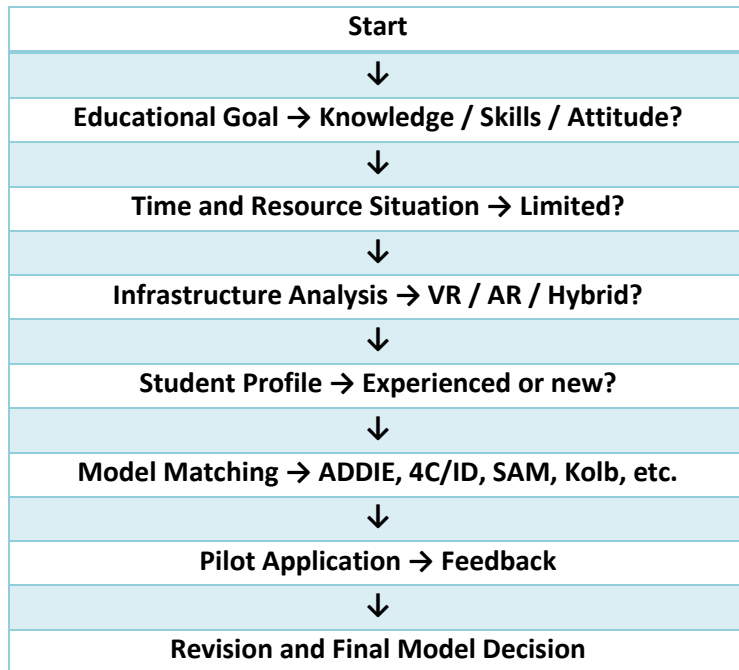 Start
↓
Educational Goal → Knowledge / Skills / Attitude?
↓
Time and Resource Situation → Limited?
↓
Infrastructure Analysis → VR / AR / Hybrid?
↓
Student Profile → Experienced or new?
↓
Model Matching → ADDIE, 4C/ID, SAM, Kolb, etc.
↓
Pilot Application → Feedback
↓
Revision and Final Model Decision